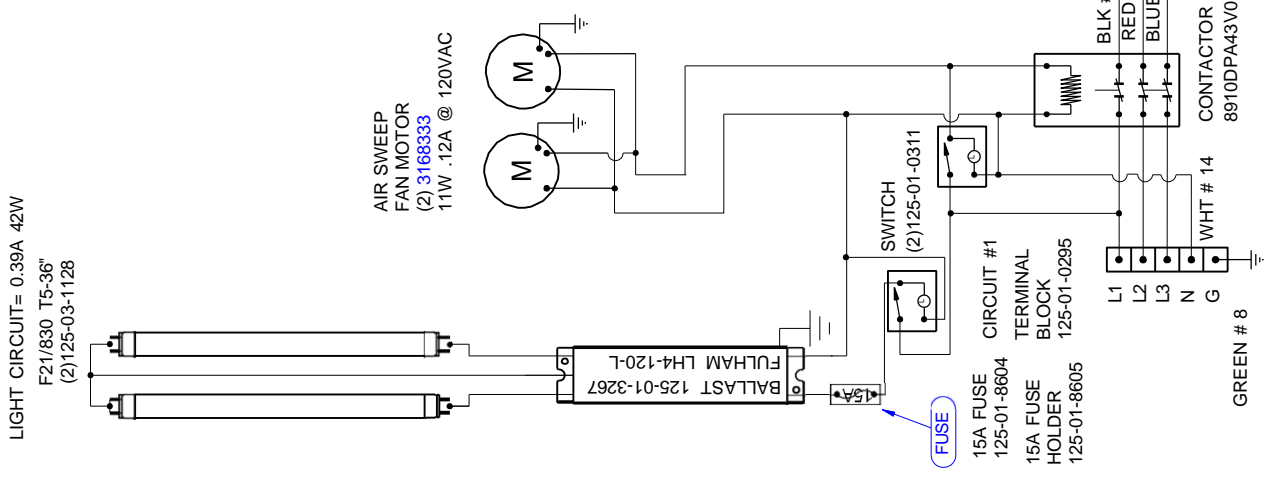 LIGHT CIRCUIT= 0.39A 42W
F21/830 T5-36"
(2)125-03-1128
AIR SWEEP
FAN MOTOR
(2) 3168333
11W .12A @ 120VAC
M
M
BALLAST 125-01-3267
FULHAM LH4-120-L
15A
FUSE
15A FUSE
125-01-8604
15A FUSE
HOLDER
125-01-8605
SWITCH
(2)125-01-0311
CIRCUIT #1
TERMINAL
BLOCK
125-01-0295
L1
L2
L3
N
G
WHT # 14
GREEN # 8
BLK #
RED
BLUE
CONTACTOR
8910DPA43V0